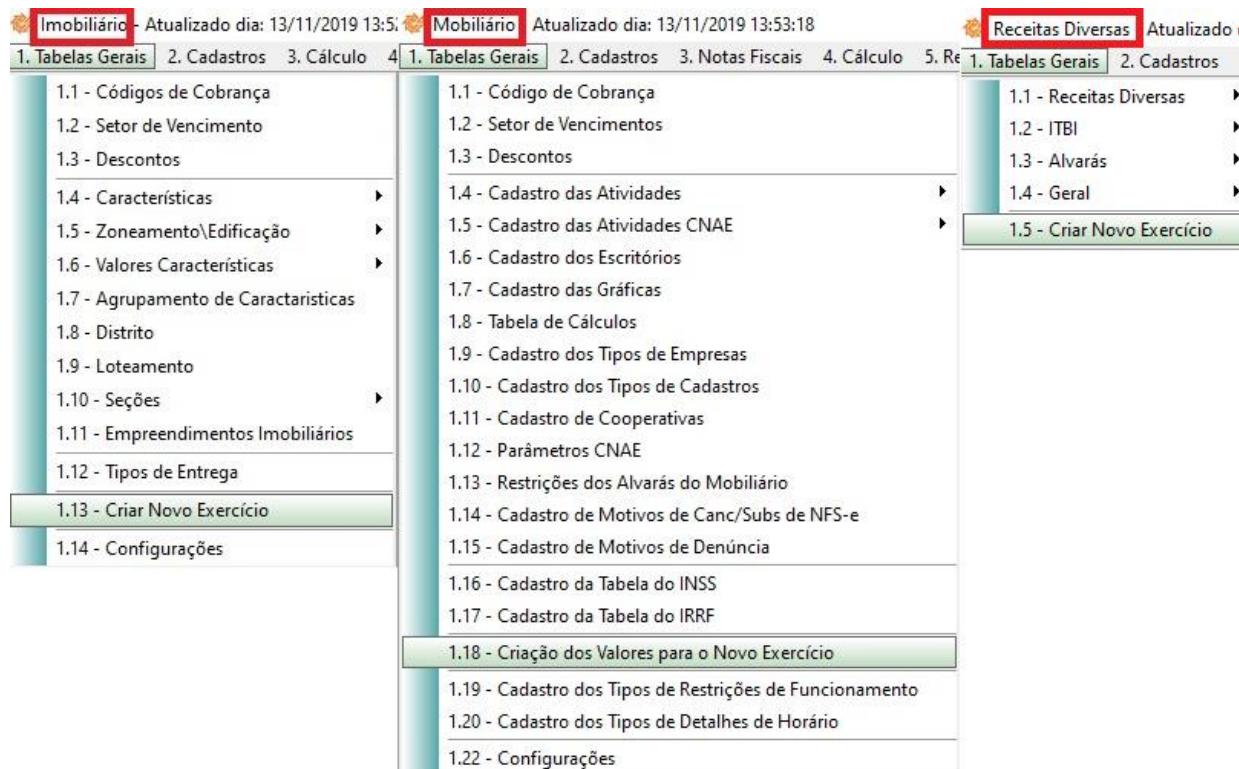 Imobiliário - Atualizado dia: 13/11/2019 13:5
1. Tabelas Gerais 2. Cadastros 3. Cálculo 4
1.1 - Códigos de Cobrança
1.2 - Setor de Vencimento
1.3 - Descontos
1.4 - Características
1.5 - Zoneamento\Edificação
1.6 - Valores Características
1.7 - Agrupamento de Caractaristicas
1.8 - Distrito
1.9 - Loteamento
1.10 - Seções
1.11 - Empreendimentos Imobiliários
1.12 - Tipos de Entrega
1.13 - Criar Novo Exercício
1.14 - Configurações
Mobiliário Atualizado dia: 13/11/2019 13:53:18
1. Tabelas Gerais 2. Cadastros 3. Notas Fiscais 4. Cálculo 5. Re
1.1 - Código de Cobrança
1.2 - Setor de Vencimentos
1.3 - Descontos
1.4 - Cadastro das Atividades
1.5 - Cadastro das Atividades CNAE
1.6 - Cadastro dos Escritórios
1.7 - Cadastro das Gráficas
1.8 - Tabela de Cálculos
1.9 - Cadastro dos Tipos de Empresas
1.10 - Cadastro dos Tipos de Cadastros
1.11 - Cadastro de Cooperativas
1.12 - Parâmetros CNAE
1.13 - Restrições dos Alvarás do Mobiliário
1.14 - Cadastro de Motivos de Canc/Subs de NFS-e
1.15 - Cadastro de Motivos de Denúncia
1.16 - Cadastro da Tabela do INSS
1.17 - Cadastro da Tabela do IRRF
1.18 - Criação dos Valores para o Novo Exercício
1.19 - Cadastro dos Tipos de Restrições de Funcionamento
1.20 - Cadastro dos Tipos de Detalhes de Horário
1.22 - Configurações
Receitas Diversas Atualizado
1. Tabelas Gerais 2. Cadastros
1.1 - Receitas Diversas
1.2 - ITBI
1.3 - Alvarás
1.4 - Geral
1.5 - Criar Novo Exercício